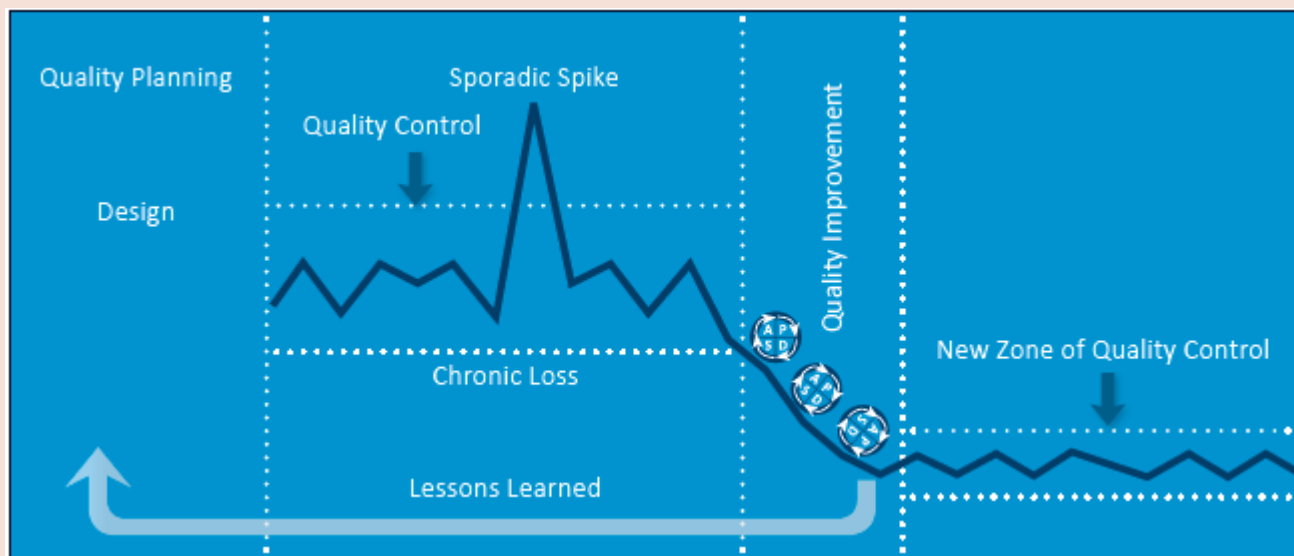 Quality Planning
Sporadic Spike
Quality Control
Quality Improvement
Design
A P
S D
A P
S D
A P
S D
New Zone of Quality Control
Chronic Loss
Lessons Learned